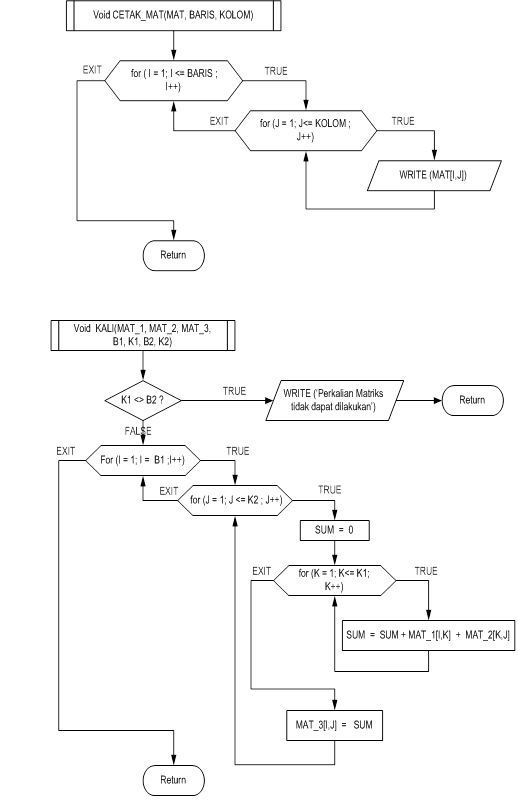 Void CETAK_MAT(MAT, BARIS, KOLOM)
EXIT
for ( I = 1; I <= BARIS ;
I++)
TRUE
EXIT
for (J = 1; J<= KOLOM ;
J++)
TRUE
WRITE (MAT[I,J])
Return
Void KALI(MAT_1, MAT_2, MAT_3,
B1, K1, B2, K2)
K1 <> B2 ?
TRUE
WRITE ('Perkalian Matriks
tidak dapat dilakukan')
Return
FALSE
EXIT
For (I = 1; I = B1 ;I++)
TRUE
EXIT
for (J = 1; J <= K2 ; J++)
TRUE
SUM = 0
EXIT
for (K = 1; K<= K1;
K++)
TRUE
SUM = SUM + MAT_1[I,K] + MAT_2[K,J]
MAT_3[I,J] = SUM
Return